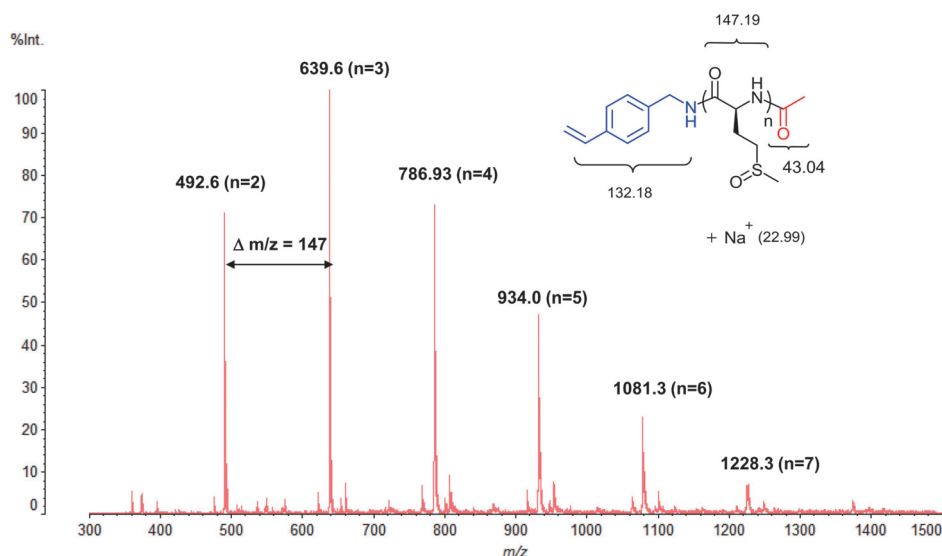 %Int.
100
90
80
70
60
50
40
30
20
10
0
300 400 500 600 700 800 900 1000 1100 1200 1300 1400 1500
m/z
492.6 (n=2)
639.6 (n=3)
786.93 (n=4)
934.0 (n=5)
1081.3 (n=6)
1228.3 (n=7)
Δ m/z = 147
147.19
O
H
N
N
H
n
O
S
O
132.18
43.04
+ Na+ (22.99)